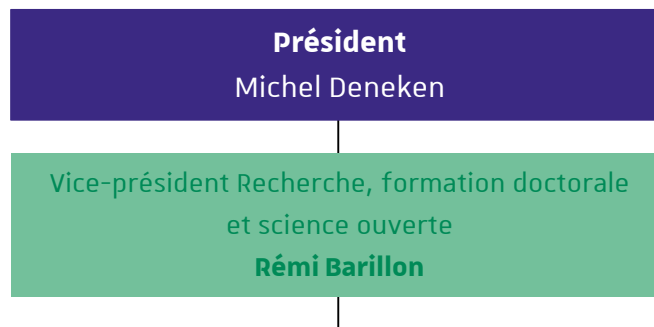 Président
Michel Deneken
Vice-président Recherche, formation doctorale
et science ouverte
Rémi Barillon